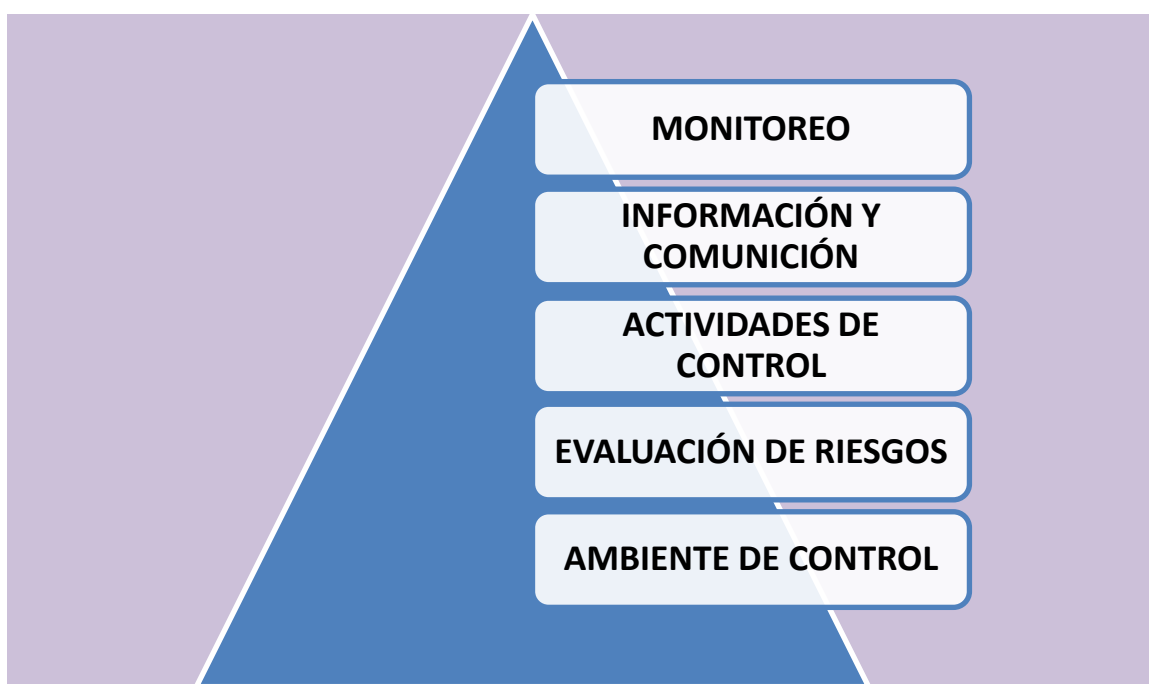 MONITOREO
INFORMACIÓN Y
COMUNICIÓN
ACTIVIDADES DE
CONTROL
EVALUACIÓN DE RIESGOS
AMBIENTE DE CONTROL